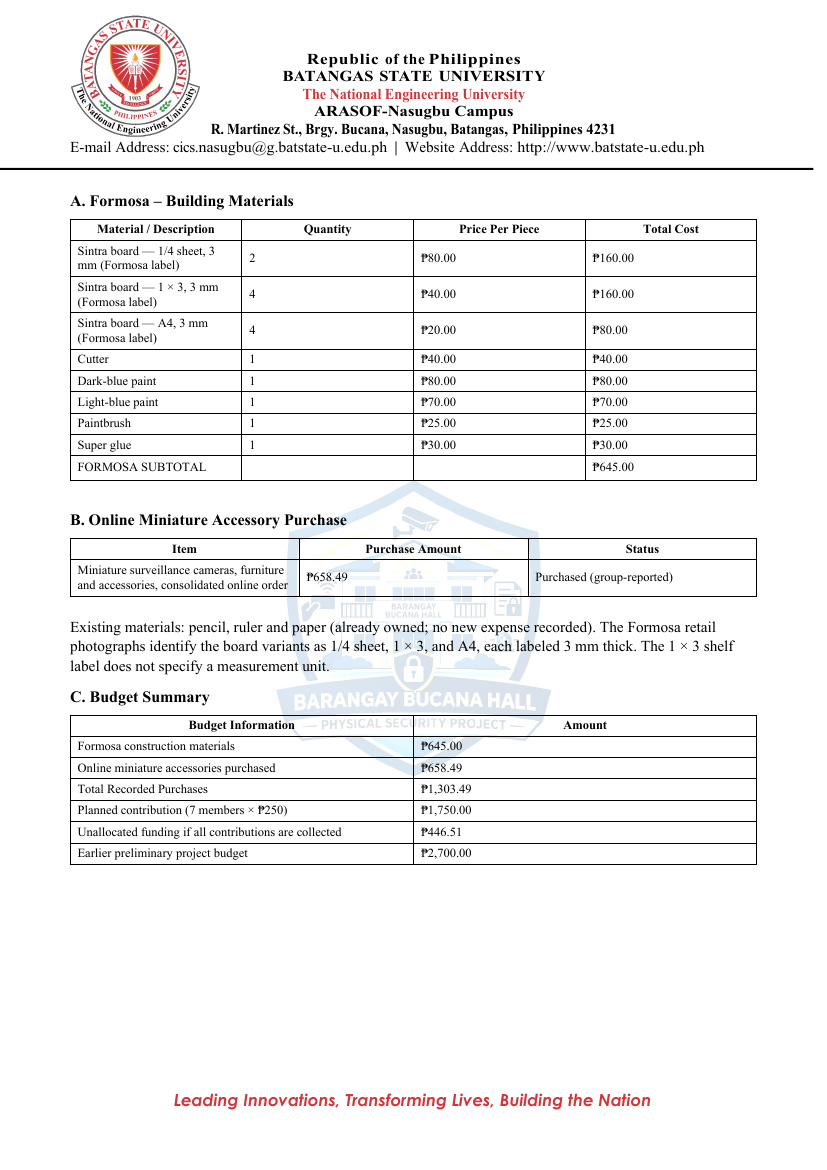 BATANGAS STATE UNIVERSITY
The National Engineering University
1903
PHILIPPINES
Republic of the Philippines
BATANGAS STATE UNIVERSITY
The National Engineering University
ARASOF-Nasugbu Campus
R. Martinez St., Brgy. Bucana, Nasugbu, Batangas, Philippines 4231
E-mail Address: cics.nasugbu@g.batstate-u.edu.ph | Website Address: http://www.batstate-u.edu.ph
A. Formosa – Building Materials
Material / Description Quantity Price Per Piece Total Cost
Sintra board — 1/4 sheet, 3
mm (Formosa label) 2 ₱80.00 ₱160.00
Sintra board — 1 × 3, 3 mm
(Formosa label) 4 ₱40.00 ₱160.00
Sintra board — A4, 3 mm
(Formosa label) 4 ₱20.00 ₱80.00
Cutter 1 ₱40.00 ₱40.00
Dark-blue paint 1 ₱80.00 ₱80.00
Light-blue paint 1 ₱70.00 ₱70.00
Paintbrush 1 ₱25.00 ₱25.00
Super glue 1 ₱30.00 ₱30.00
FORMOSA SUBTOTAL ₱645.00
B. Online Miniature Accessory Purchase
Item Purchase Amount Status
Miniature surveillance cameras, furniture
and accessories, consolidated online order ₱658.49 Purchased (group-reported)
BARANGAY
BUCANA HALL
Existing materials: pencil, ruler and paper (already owned; no new expense recorded). The Formosa retail
photographs identify the board variants as 1/4 sheet, 1 × 3, and A4, each labeled 3 mm thick. The 1 × 3 shelf
label does not specify a measurement unit.
BARANGAY BUCANA HALL
PHYSICAL SECURITY PROJECT
C. Budget Summary
Budget Information Amount
Formosa construction materials ₱645.00
Online miniature accessories purchased ₱658.49
Total Recorded Purchases ₱1,303.49
Planned contribution (7 members × ₱250) ₱1,750.00
Unallocated funding if all contributions are collected ₱446.51
Earlier preliminary project budget ₱2,700.00
Leading Innovations, Transforming Lives, Building the Nation